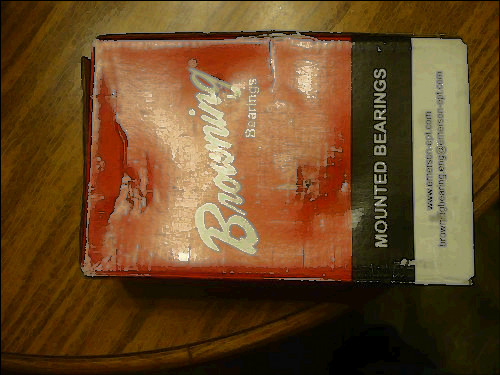 Browning
Bearings
MOUNTED BEARINGS
www.emerson-ept.com
browningbearing.eng@emerson-ept.com